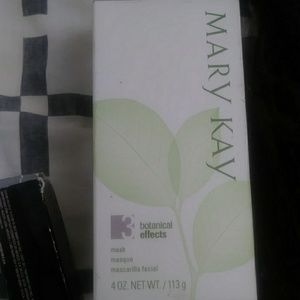 MARY KAY
3 botanical
effects
mask
masque
mascarilla facial
4 OZ. NET WT. / 113 g